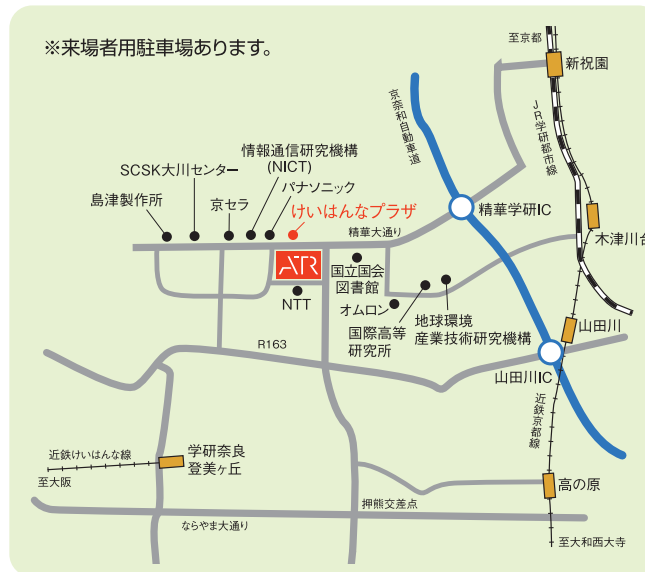 ※来場者用駐車場あります。
至京都
新祝園
京奈和自動車道
JR学研都市線
情報通信研究機構
(NICT)
SCSK大川センター
パナソニック
島津製作所
京セラ
けいはんなプラザ
精華大通り
精華学研IC
木津川台
ATR
国立国会
図書館
NTT
オムロン
地球環境
産業技術研究機構
国際高等
研究所
山田川
R163
山田川IC
近鉄京都線
近鉄けいはんな線
学研奈良
登美ヶ丘
至大阪
高の原
押熊交差点
ならやま大通り
至大和西大寺